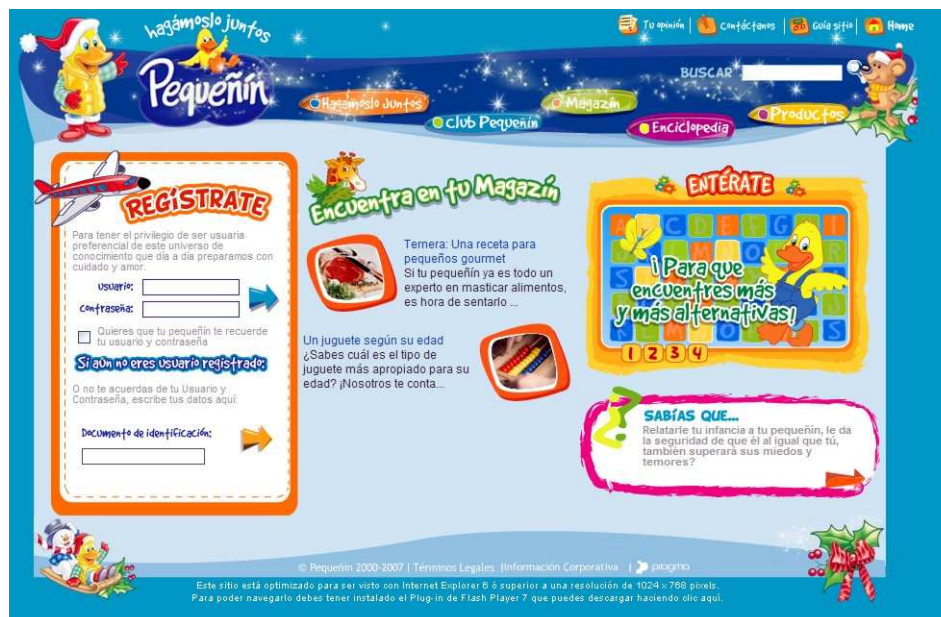 hagámoslo juntos
Pequeñín
Tu opinión | Contáctanos | Guía sitio | Home
BUSCAR
Hagámoslo Juntos
Club Pequeñín
Magazín
Enciclopedia
Productos
REGÍSTRATE
Para tener el privilegio de ser usuaria
preferencial de este universo de
conocimiento que día a día preparamos con
cuidado y amor.
Usuario:
Contraseña:
Quieres que tu pequeñín te recuerde
tu usuario y contraseña
Si aún no eres usuario registrado:
O no te acuerdas de tu Usuario y
Contraseña, escribe tus datos aquí:
Documento de identificación:
Encuentra en tu Magazín
Ternera: Una receta para
pequeños gourmet
Si tu pequeñín ya es todo un
experto en masticar alimentos,
es hora de sentarlo ...
Un juguete según su edad
¿Sabes cuál es el tipo de
juguete más apropiado para su
edad? ¡Nosotros te conta...
ENTÉRATE
¡Para que
encuentres más
y más alternativas!
1 2 3 4
SABÍAS QUE...
Relatarle tu infancia a tu pequeñín, le da
la seguridad de que él al igual que tú,
también superará sus miedos y
temores?
© Pequeñín 2000-2007 | Términos Legales |Información Corporativa |
Este sitio está optimizado para ser visto con Internet Explorer 6 ó superior a una resolución de 1024 x 768 pixels.
Para poder navegarlo debes tener instalado el Plug-in de Flash Player 7 que puedes descargar haciendo clic aquí.